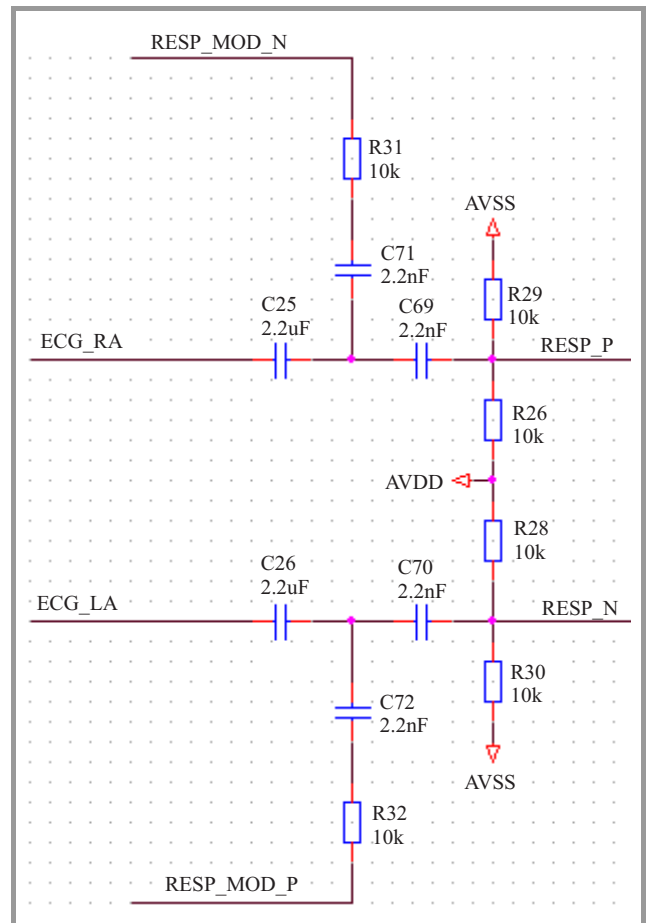 RESP_MOD_N
R31
10k
AVSS
C71
2.2nF
R29
10k
C25
2.2uF
C69
2.2nF
ECG_RA
RESP_P
R26
10k
AVDD
R28
10k
C26
2.2uF
C70
2.2nF
ECG_LA
RESP_N
R30
10k
C72
2.2nF
AVSS
R32
10k
RESP_MOD_P